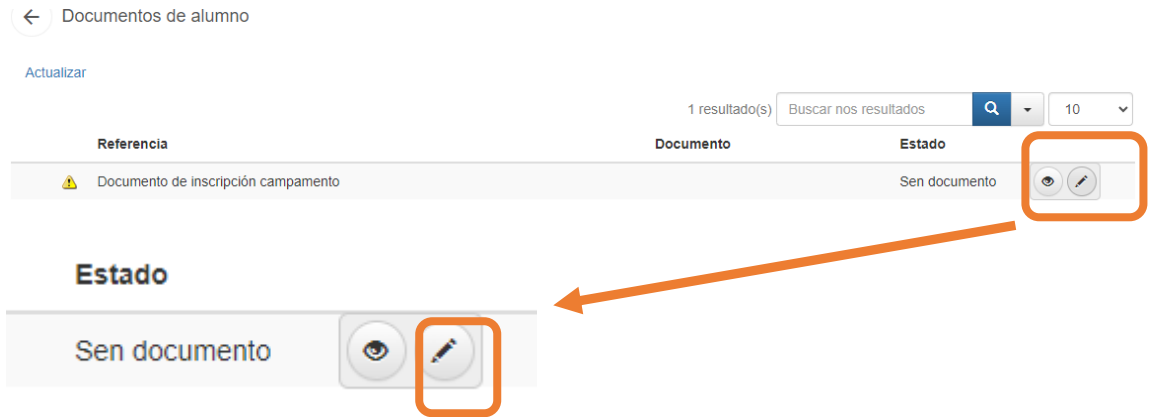 Documentos de alumno
Actualizar
1 resultado(s) Buscar nos resultados 10
Referencia Documento Estado
Documento de inscripción campamento Sen documento
Estado
Sen documento